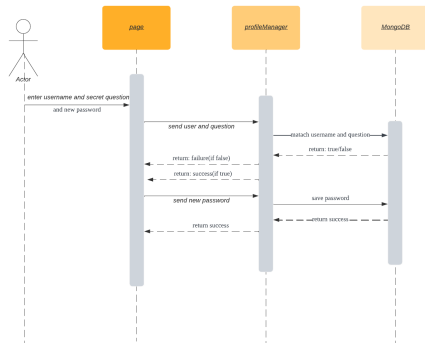 page
profileManager
MongoDB
Actor
enter username and secret question
and new password
send user and question
matach username and question
return: true/false
return: failure(if false)
return: success(if true)
send new password
save password
return success
return success